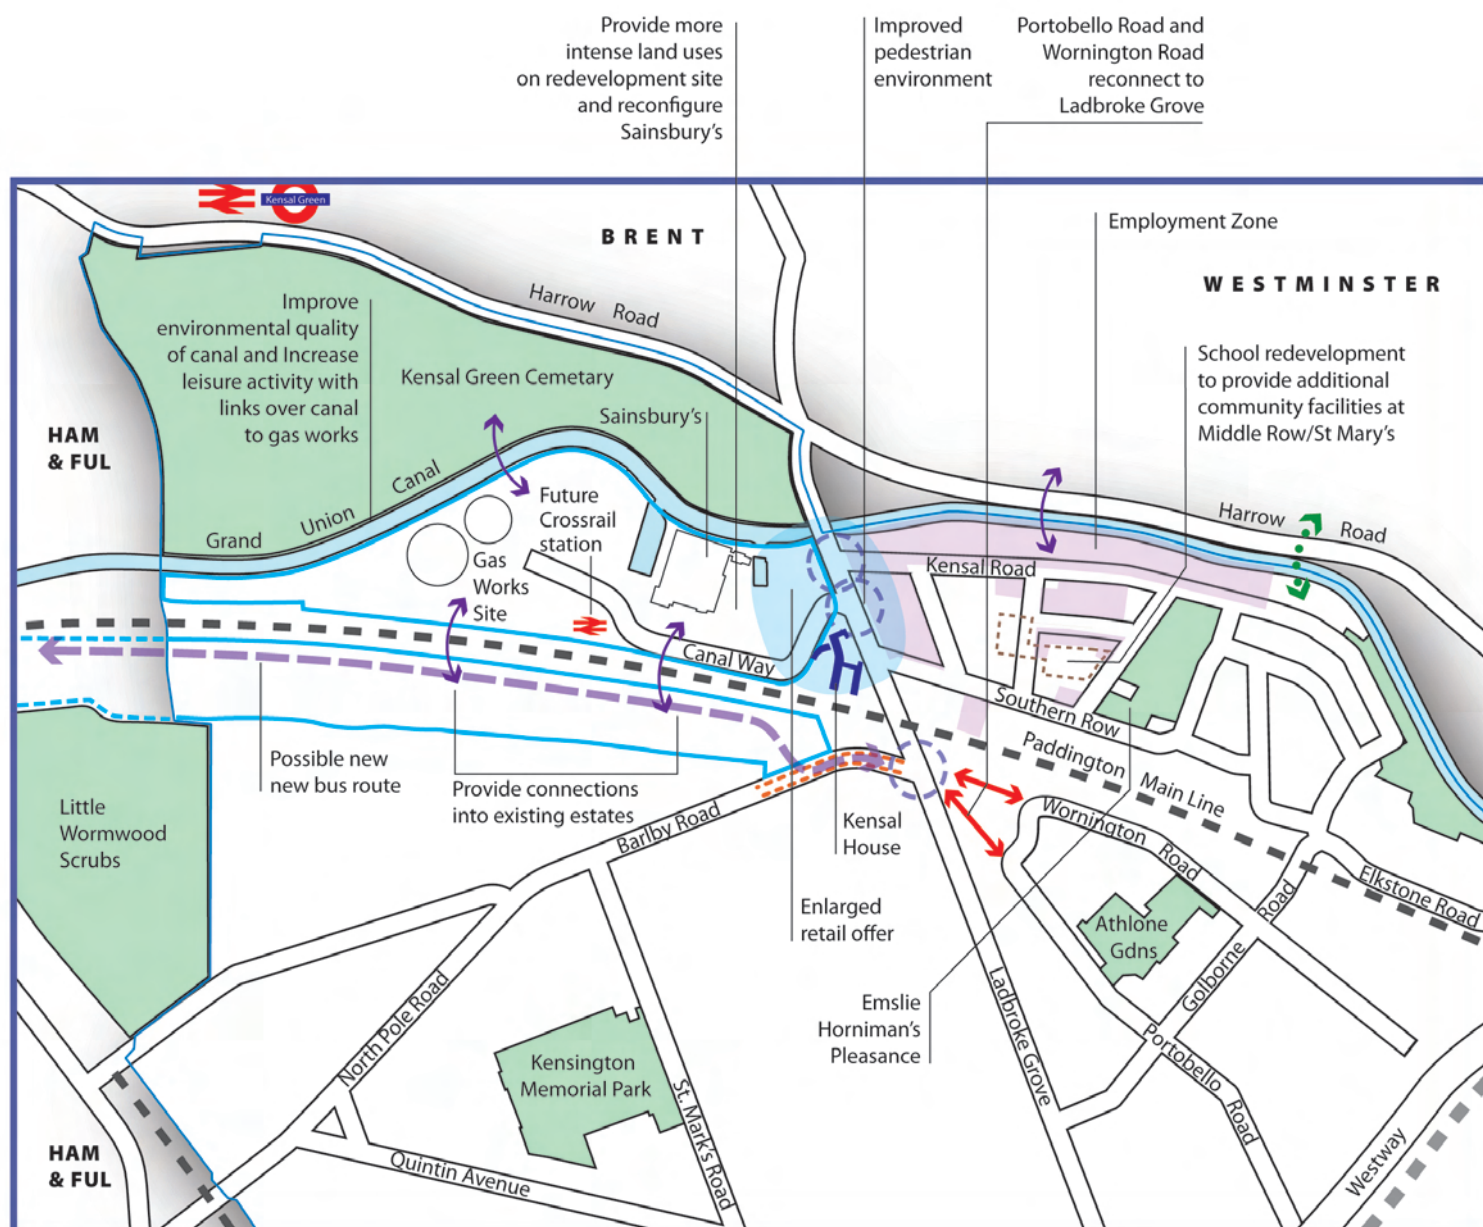 Provide more
intense land uses
on redevelopment site
and reconfigure
Sainsbury's
Improved
pedestrian
environment
Portobello Road and
Wornington Road
reconnect to
Ladbroke Grove
Kensal Green
BRENT
Employment Zone
WESTMINSTER
Harrow Road
Improve
environmental quality
of canal and Increase
leisure activity with
links over canal
to gas works
Kensal Green Cemetary
Sainsbury's
School redevelopment
to provide additional
community facilities at
Middle Row/St Mary's
HAM
& FUL
Grand Union Canal
Future
Crossrail
station
Gas
Works
Site
Harrow Road
Kensal Road
Canal Way
Southern Row
Paddington Main Line
Possible new
new bus route
Provide connections
into existing estates
Little
Wormwood
Scrubs
Barlby Road
Kensal
House
Wornington Road
Elkstone Road
Enlarged
retail offer
Athlone
Gdns
Golborne Road
North Pole Road
Ladbroke Grove
Emslie
Horniman's
Pleasance
Portobello Road
Kensington
Memorial Park
St. Mark's Road
Quintin Avenue
Westway
HAM
& FUL